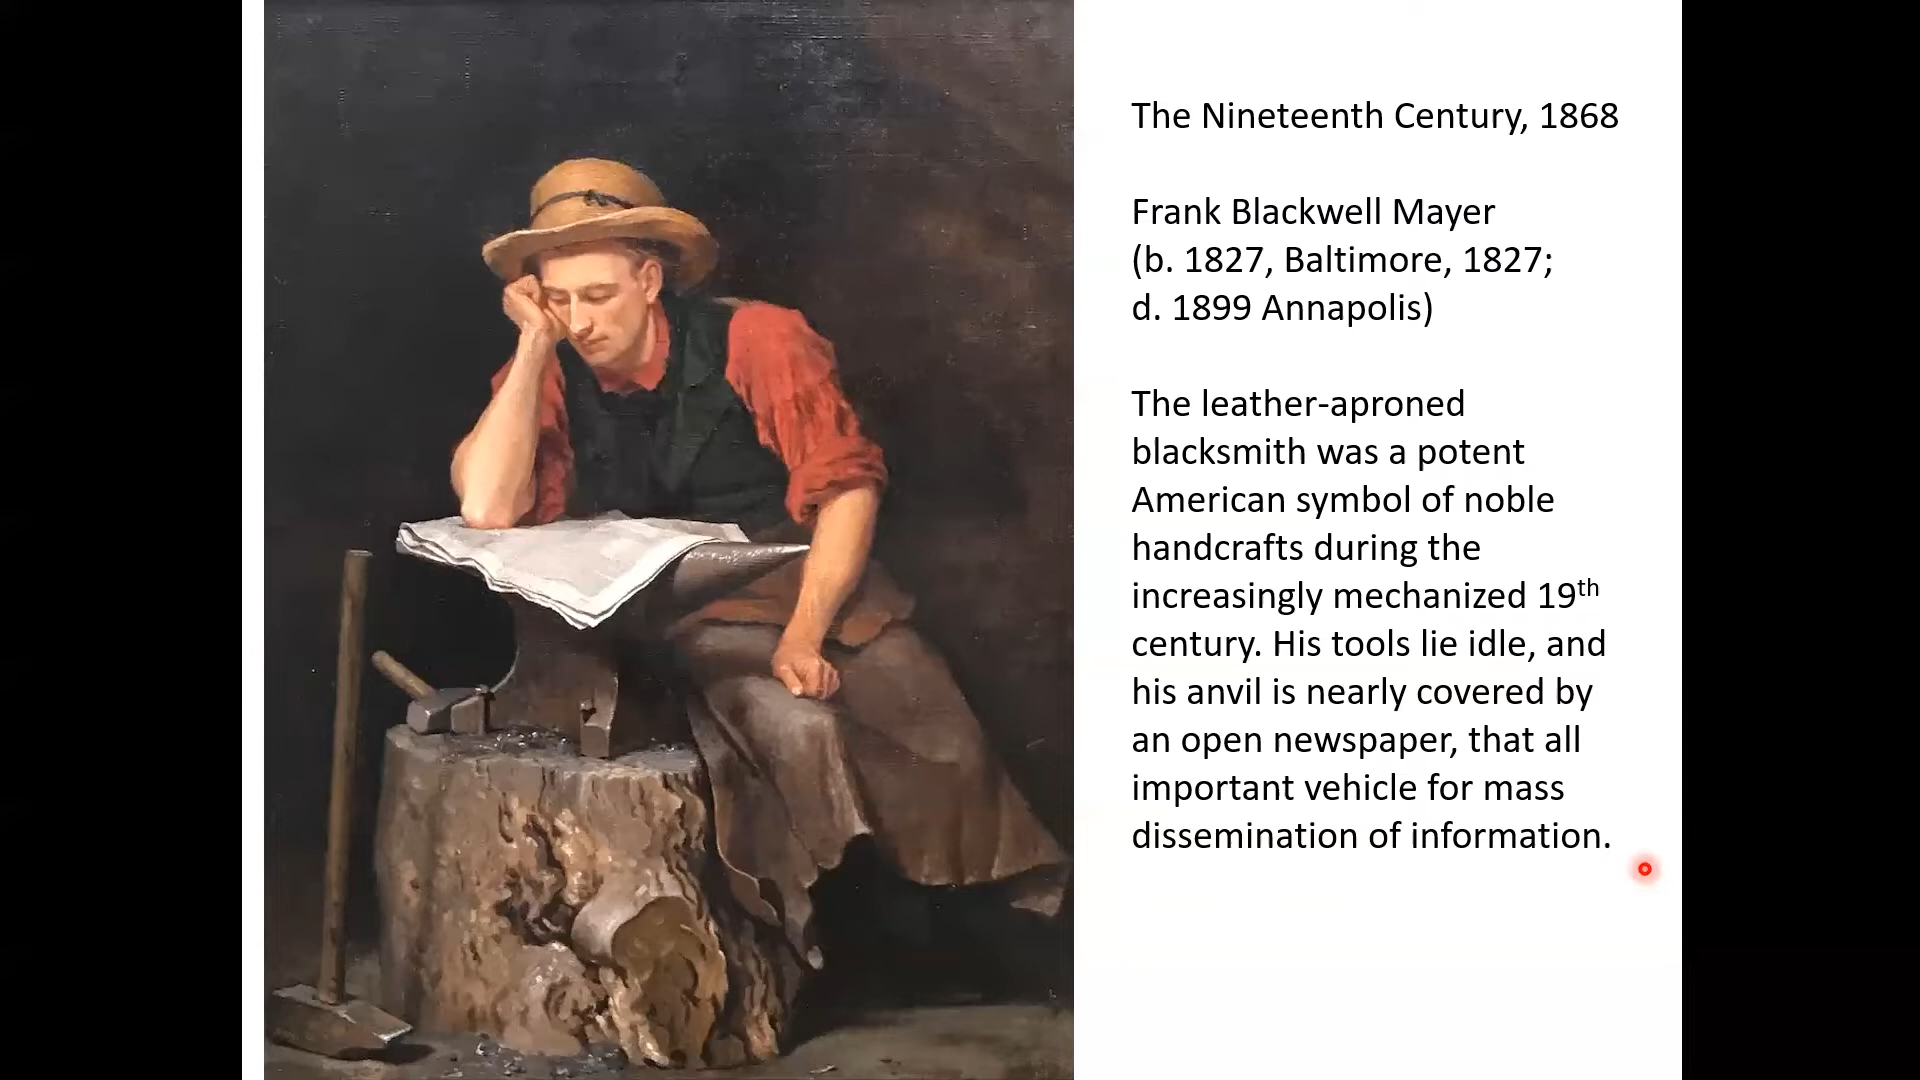 The Nineteenth Century, 1868
Frank Blackwell Mayer
(b. 1827, Baltimore, 1827;
d. 1899 Annapolis)
The leather-aproned
blacksmith was a potent
American symbol of noble
handcrafts during the
increasingly mechanized 19th
century. His tools lie idle, and
his anvil is nearly covered by
an open newspaper, that all
important vehicle for mass
dissemination of information.